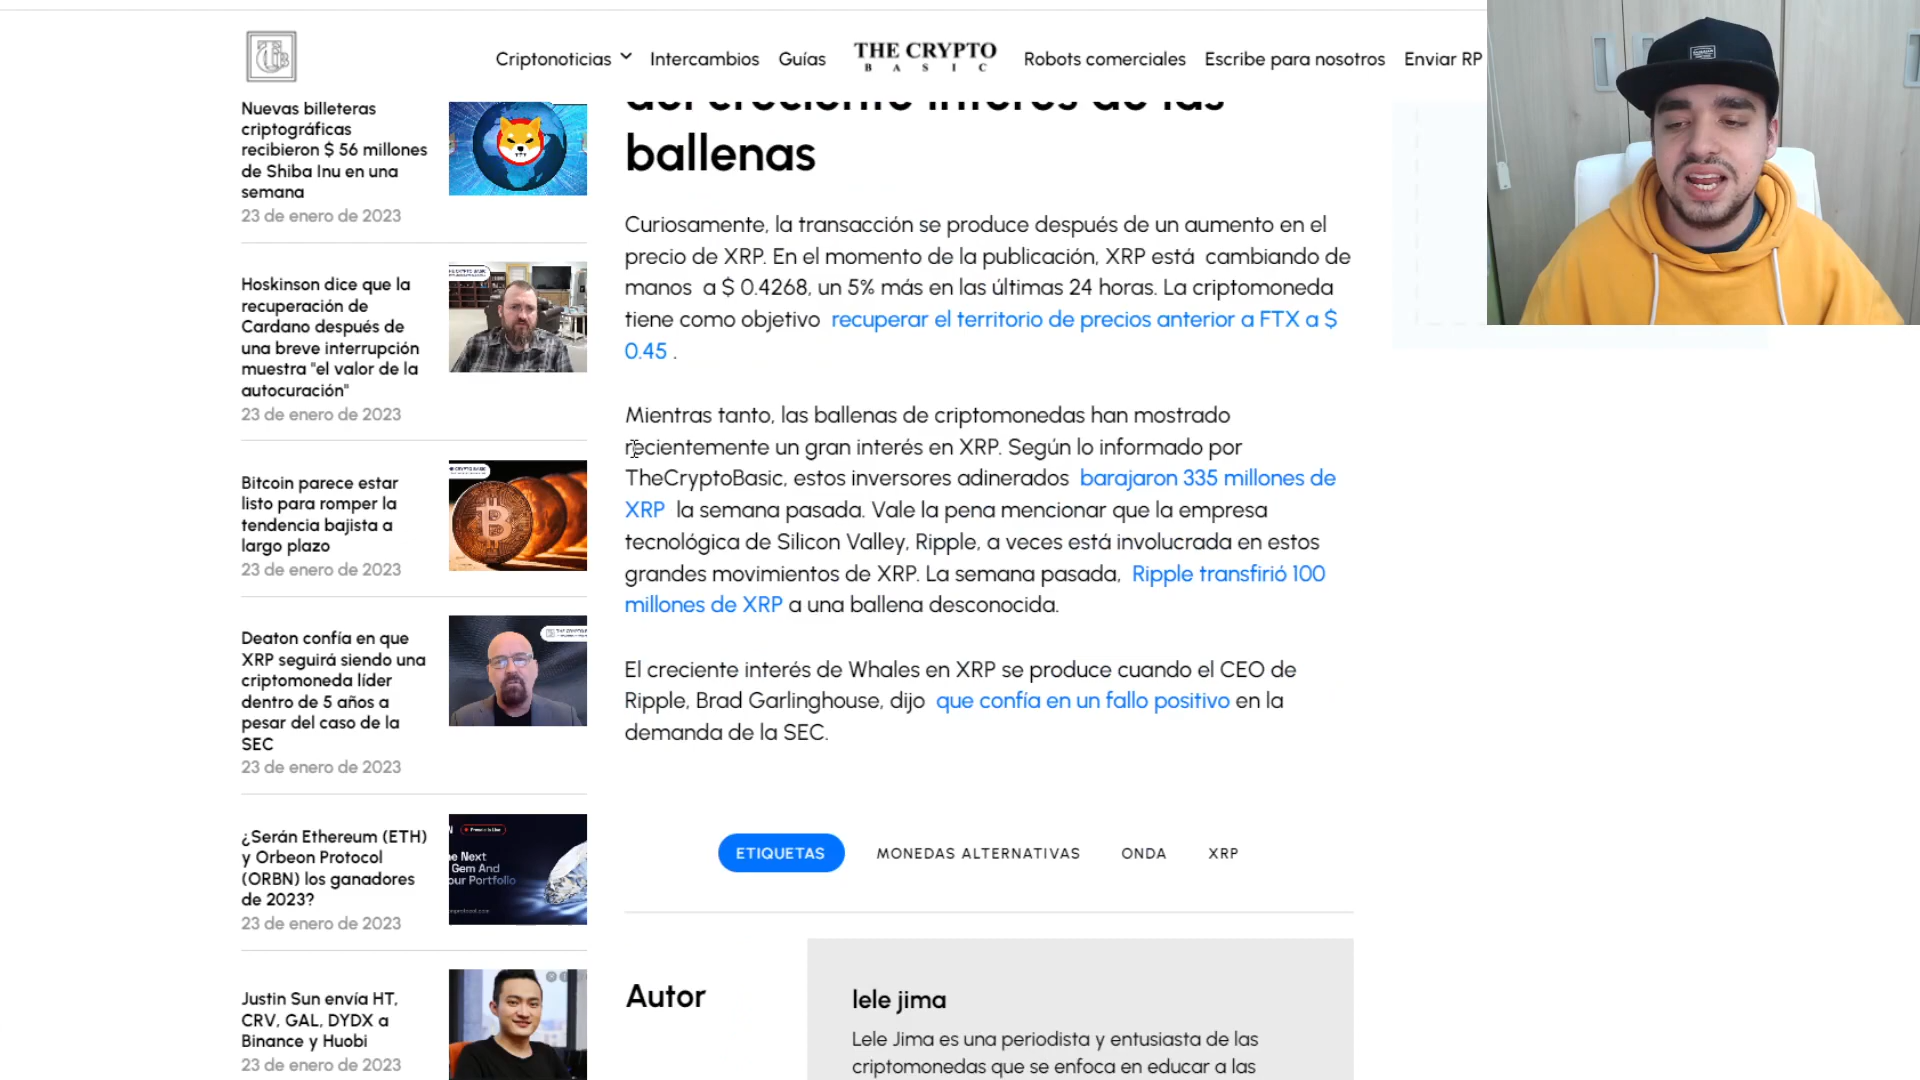 Criptonoticias
Intercambios
Guías
THE CRYPTO
BASIC
Robots comerciales
Escribe para nosotros
Enviar RP
Nuevas billeteras
criptográficas
recibieron $ 56 millones
de Shiba Inu en una
semana
23 de enero de 2023
Hoskinson dice que la
recuperación de
Cardano después de
una breve interrupción
muestra "el valor de la
autocuración"
23 de enero de 2023
Bitcoin parece estar
listo para romper la
tendencia bajista a
largo plazo
23 de enero de 2023
Deaton confía en que
XRP seguirá siendo una
criptomoneda líder
dentro de 5 años a
pesar del caso de la
SEC
23 de enero de 2023
¿Serán Ethereum (ETH)
y Orbeon Protocol
(ORBN) los ganadores
de 2023?
23 de enero de 2023
Justin Sun envía HT,
CRV, GAL, DYDX a
Binance y Huobi
23 de enero de 2023
del creciente interés de las
ballenas
Curiosamente, la transacción se produce después de un aumento en el
precio de XRP. En el momento de la publicación, XRP está cambiando de
manos a $ 0.4268, un 5% más en las últimas 24 horas. La criptomoneda
tiene como objetivo recuperar el territorio de precios anterior a FTX a $
0.45 .
Mientras tanto, las ballenas de criptomonedas han mostrado
recientemente un gran interés en XRP. Según lo informado por
TheCryptoBasic, estos inversores adinerados barajaron 335 millones de
XRP la semana pasada. Vale la pena mencionar que la empresa
tecnológica de Silicon Valley, Ripple, a veces está involucrada en estos
grandes movimientos de XRP. La semana pasada, Ripple transfirió 100
millones de XRP a una ballena desconocida.
El creciente interés de Whales en XRP se produce cuando el CEO de
Ripple, Brad Garlinghouse, dijo que confía en un fallo positivo en la
demanda de la SEC.
ETIQUETAS
MONEDAS ALTERNATIVAS
ONDA
XRP
Autor
lele jima
Lele Jima es una periodista y entusiasta de las
criptomonedas que se enfoca en educar a las